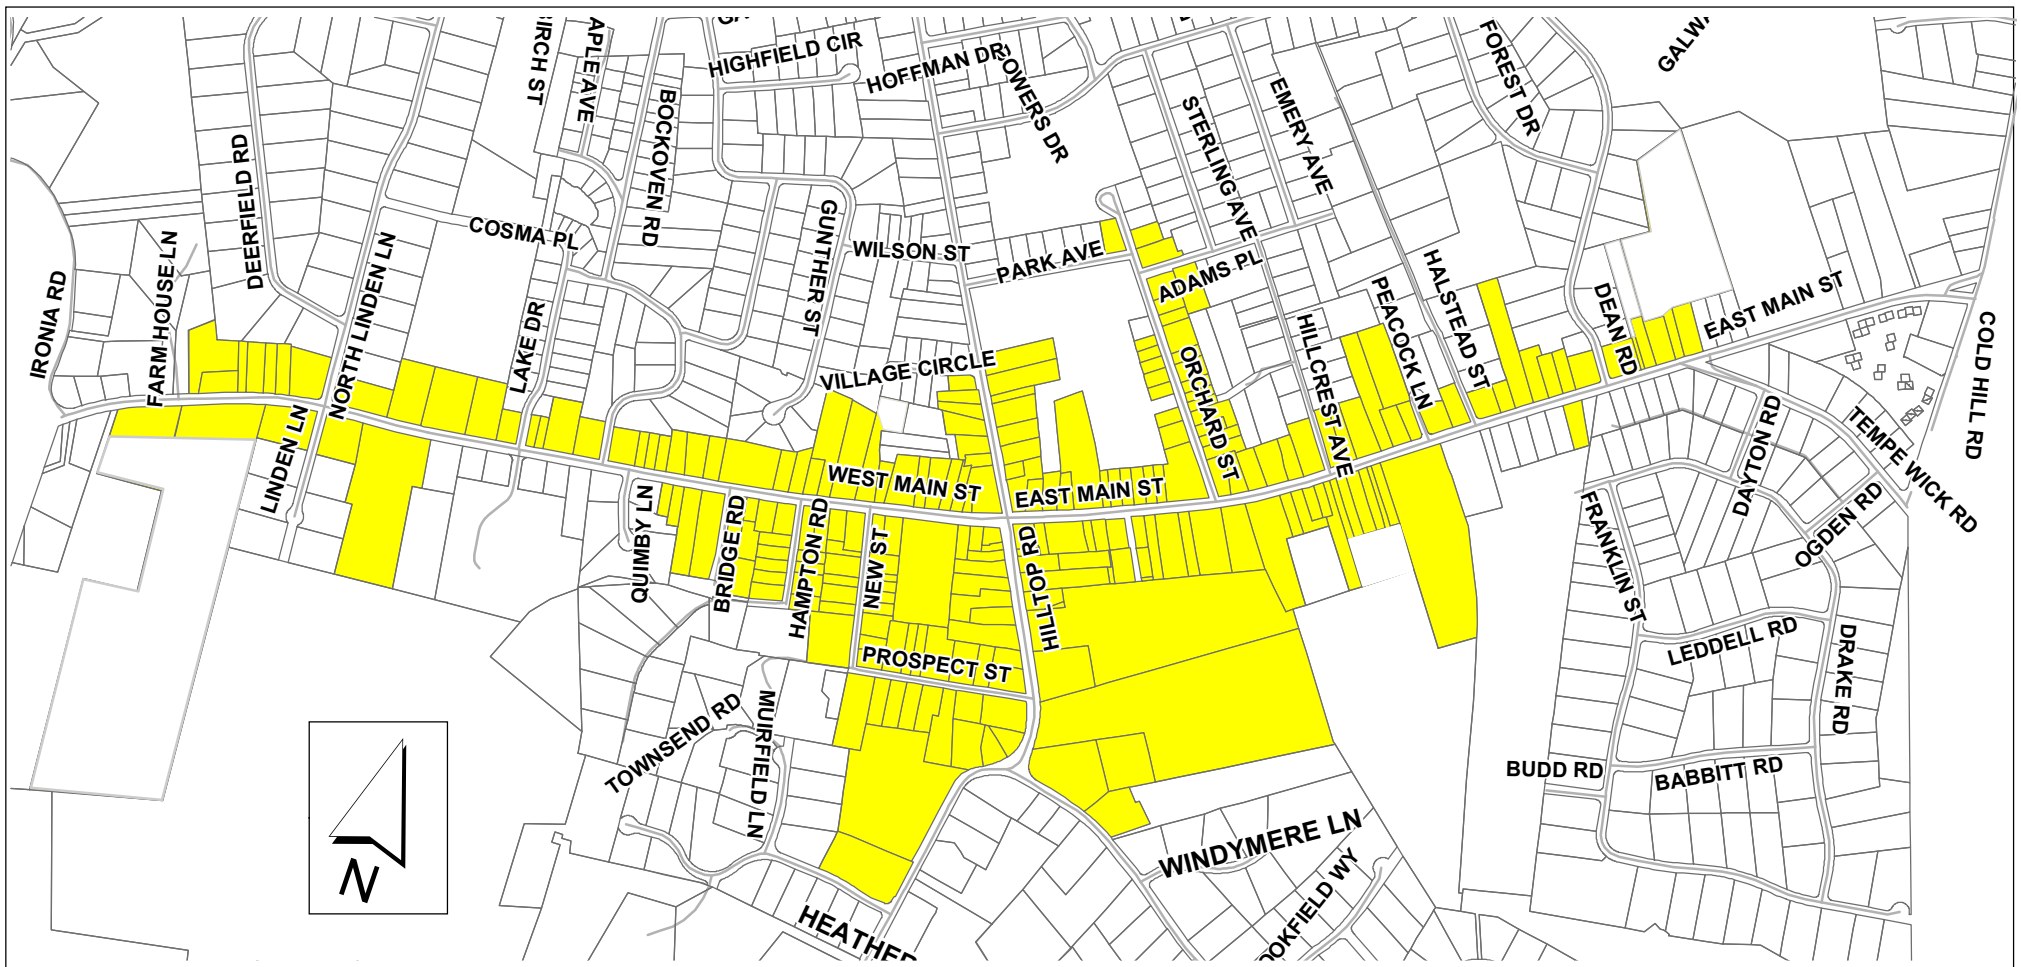 HIGHFIELD CIR
HOFFMAN DR
BOWERS DR
FOREST DR
BOCKOVEN RD
STERLING AVE
EMERY AVE
DEERFIELD RD
COSMA PL
GUNTHER ST
WILSON ST
PARK AVE
ADAMS PL
HALSTEAD ST
PEACOCK LN
DEAN RD
EAST MAIN ST
COLD HILL RD
IRONIA RD
FARM HOUSE LN
NORTH LINDEN LN
LAKE DR
VILLAGE CIRCLE
ORCHARD ST
HILLCREST AVE
LINDEN LN
WEST MAIN ST
EAST MAIN ST
DAYTON RD
TEMPE WICK RD
QUIMBY LN
BRIDGE RD
HAMPTON RD
NEW ST
HILLTOP RD
FRANKLIN ST
OGDEN RD
PROSPECT ST
LEDDELL RD
DRAKE RD
TOWNSEND RD
MUIRFIELD LN
BUDD RD
BABBITT RD
WINDYMERE LN
N
HEATHER